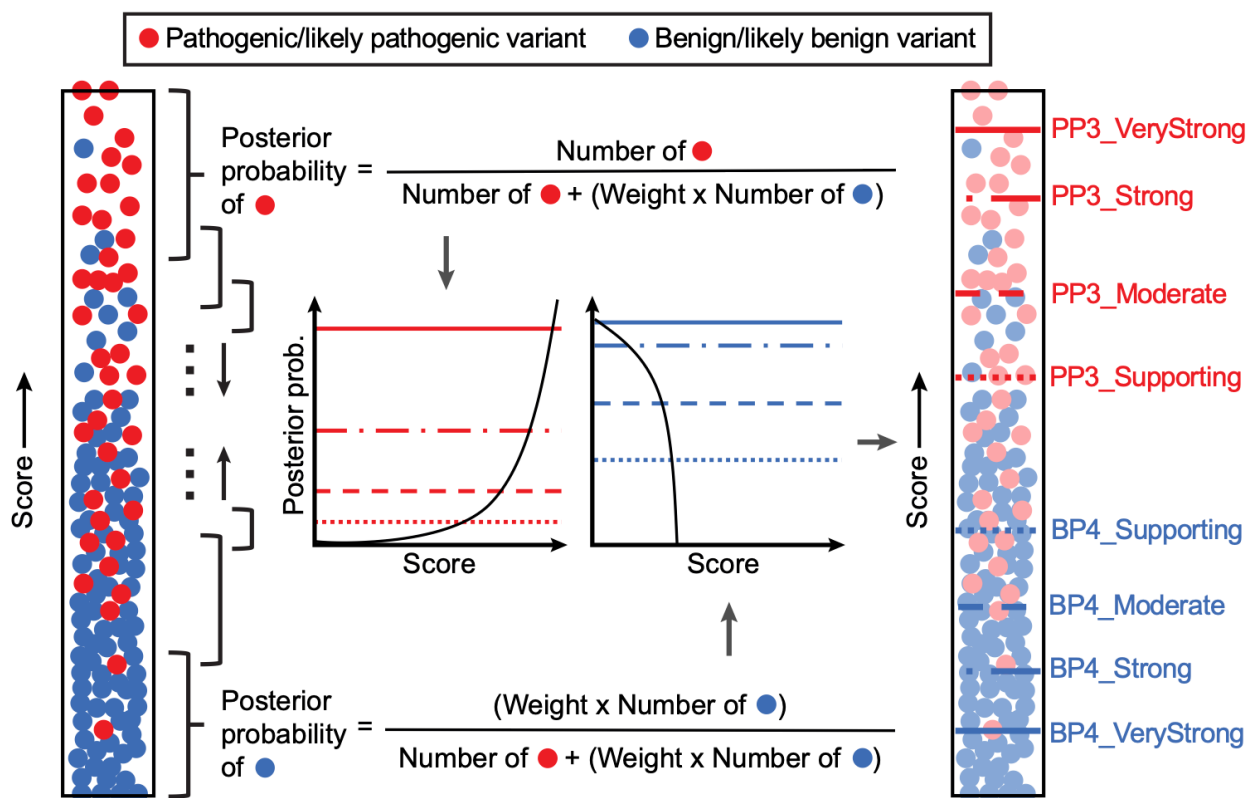 Pathogenic/likely pathogenic variant
Benign/likely benign variant
Posterior
probability
of
=
Number of
Number of + (Weight x Number of )
Posterior prob.
Score
Score
Score
Posterior
probability
of
=
(Weight x Number of )
Number of + (Weight x Number of )
Score
PP3_VeryStrong
PP3_Strong
PP3_Moderate
PP3_Supporting
BP4_Supporting
BP4_Moderate
BP4_Strong
BP4_VeryStrong